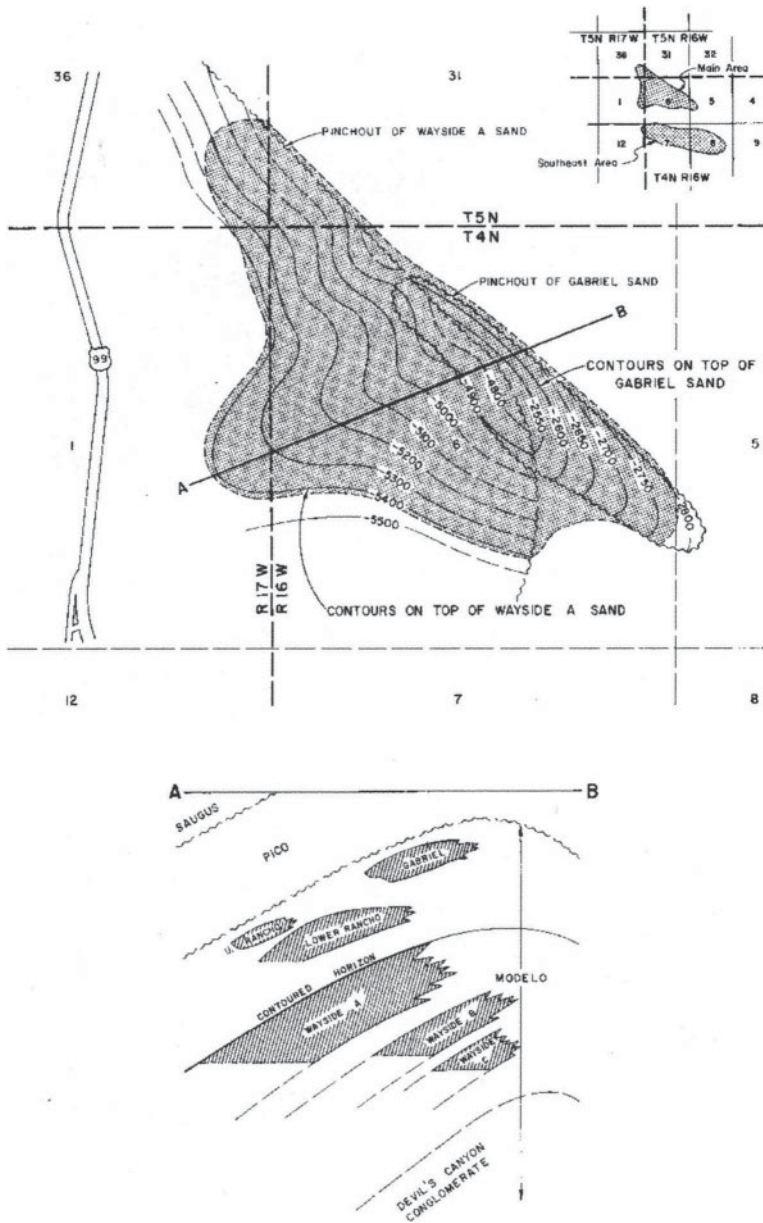 T5N R17W T5N R16W
36 31 32
Main Area
1 6 5 4
12 7 8 9
Southeast Area
T4N R16W
36 31
PINCHOUT OF WAYSIDE A SAND
T5N
T4N
PINCHOUT OF GABRIEL SAND
B
99
CONTOURS ON TOP OF
GABRIEL SAND
-4800
-4900
-5000
-5100
-5200
-5300
-5400
-5500
-2550
-2600
-2650
-2700
-2750
-2800
1 6 5
A
R17W
R16W
CONTOURS ON TOP OF WAYSIDE A SAND
12 7 8
A B
SAUGUS
PICO
GABRIEL
U. RANCHO
LOWER RANCHO
CONTOURED HORIZON
MODELO
WAYSIDE A
WAYSIDE B
WAYSIDE
C
DEVIL'S CANYON
CONGLOMERATE